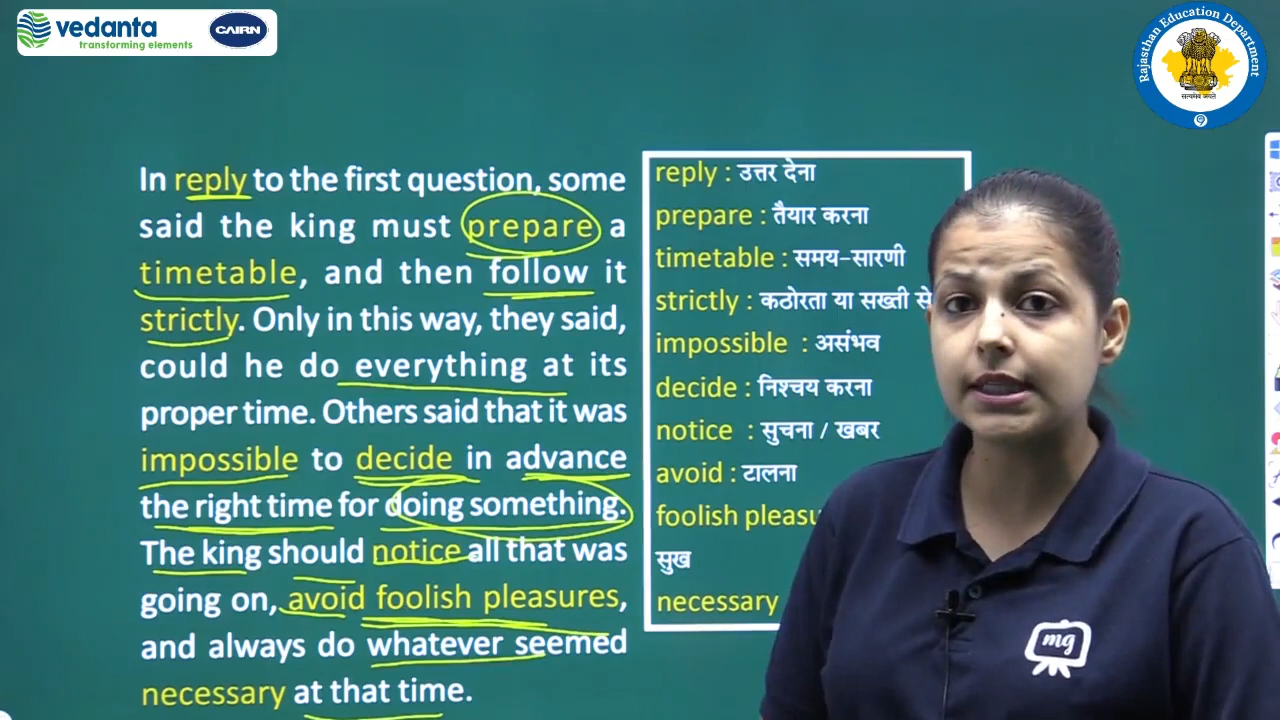 vedanta
transforming elements
CAIRN
Rajasthan Education Department
सत्यमेव जयते
In reply to the first question, some
said the king must prepare a
timetable, and then follow it
strictly. Only in this way, they said,
could he do everything at its
proper time. Others said that it was
impossible to decide in advance
the right time for doing something.
The king should notice all that was
going on, avoid foolish pleasures,
and always do whatever seemed
necessary at that time.
reply : उत्तर देना
prepare : तैयार करना
timetable : समय-सारणी
strictly : कठोरता या सख्ती से
impossible : असंभव
decide : निश्चय करना
notice : सुचना / खबर
avoid : टालना
foolish
सुख
necessary
mg